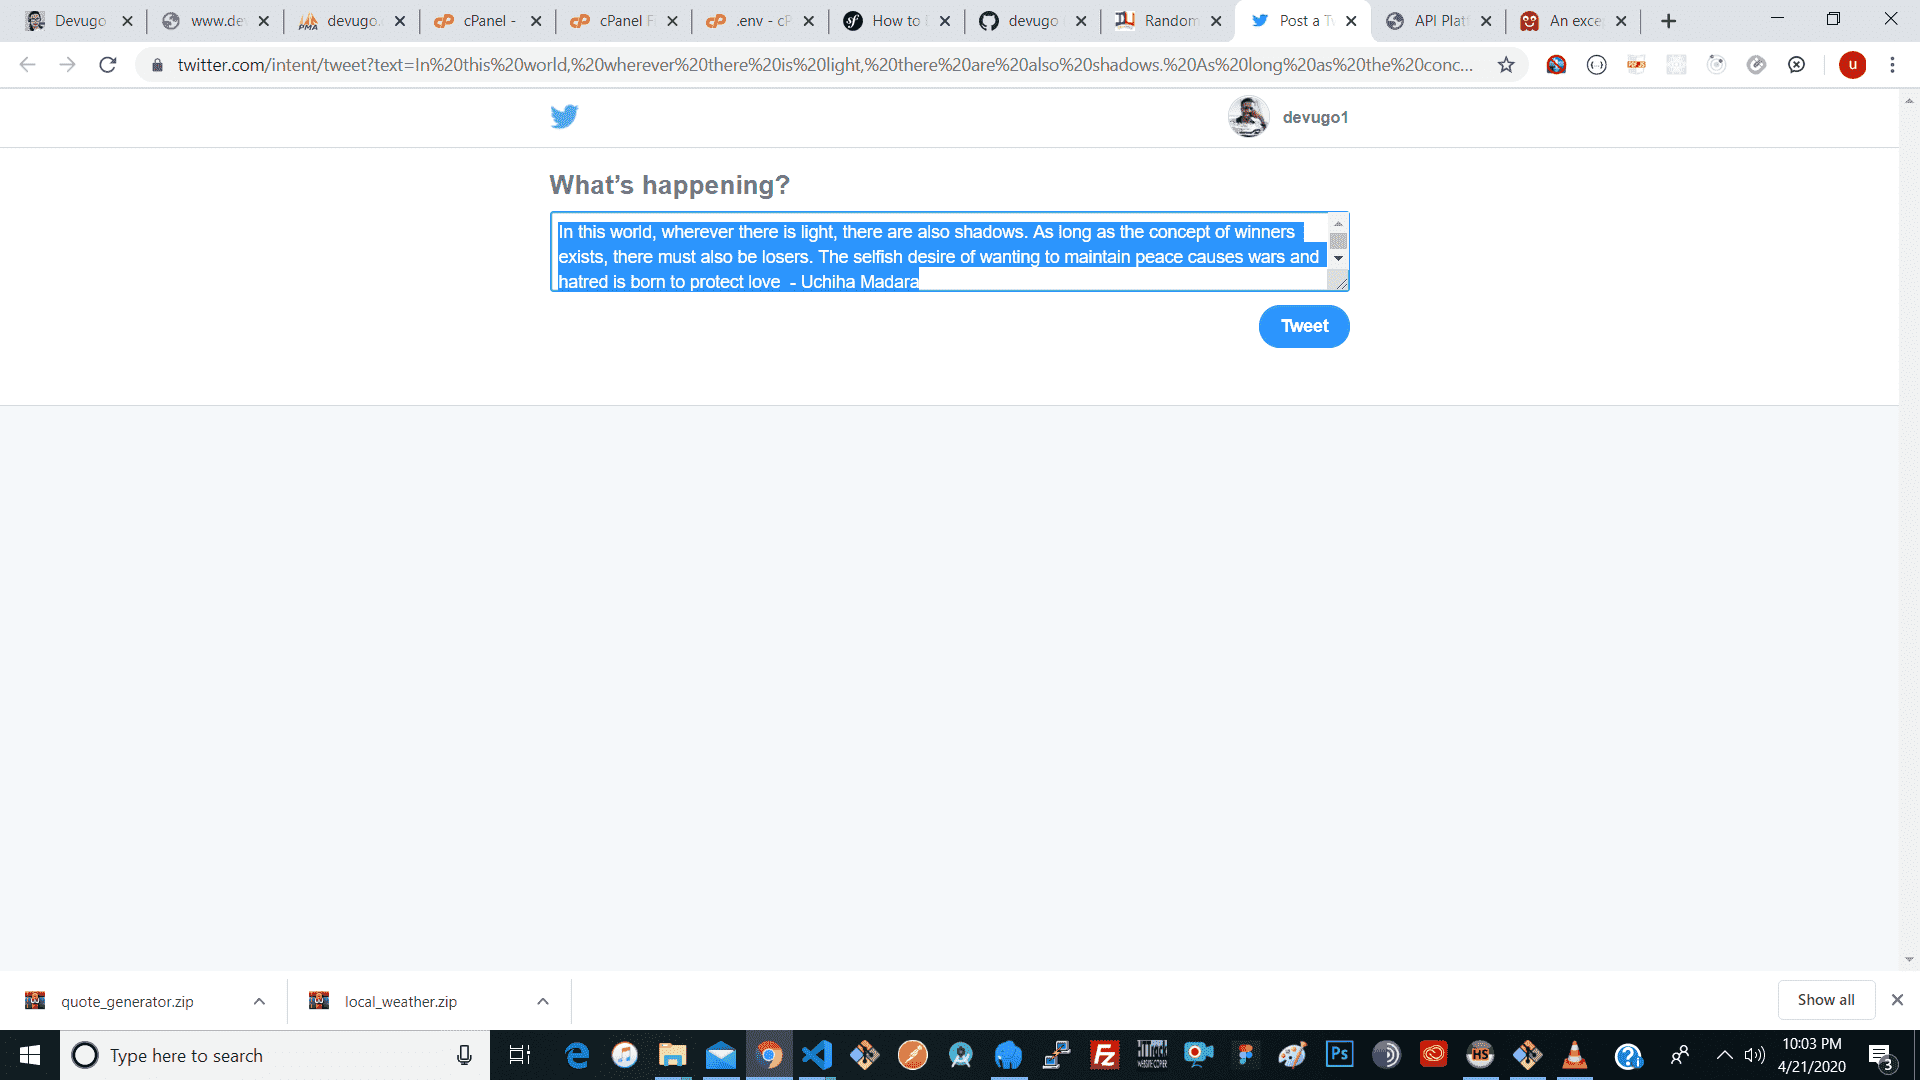 Devugo
www.dev
PMA
devugo.
cPanel -
cPanel F
.env - cP
How to
devugo
Random
Post a T
API Plat
An exce
twitter.com/intent/tweet?text=In%20this%20world,%20wherever%20there%20is%20light,%20there%20are%20also%20shadows.%20As%20long%20as%20the%20conc...
u
devugo1
What's happening?
In this world, wherever there is light, there are also shadows. As long as the concept of winners
exists, there must also be losers. The selfish desire of wanting to maintain peace causes wars and
hatred is born to protect love  - Uchiha Madara
Tweet
quote_generator.zip
local_weather.zip
Show all
Type here to search
Ps
HS
10:03 PM
4/21/2020
3